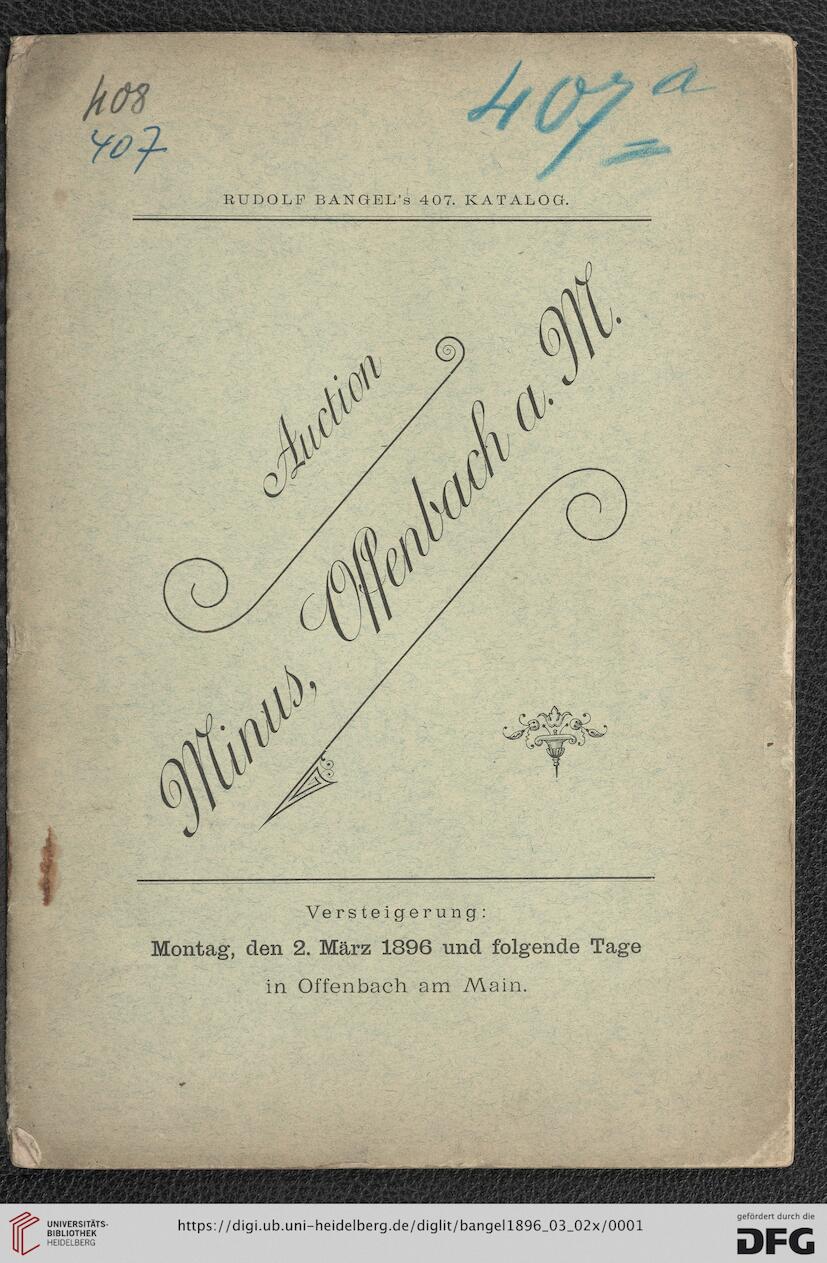 408
407
407 a
RUDOLF BANGEL's 407. KATALOG.
Auction
Minus, Offenbach a. M.
Versteigerung:
Montag, den 2. März 1896 und folgende Tage
in Offenbach am Main.
UNIVERSITÄTS-
BIBLIOTHEK
HEIDELBERG
https://digi.ub.uni-heidelberg.de/diglit/bangel1896_03_02x/0001
gefördert durch die
DFG